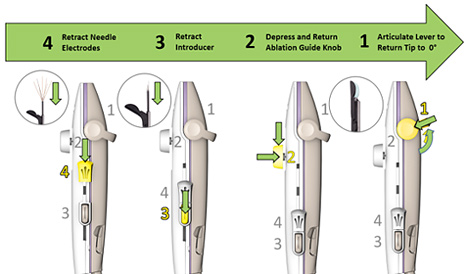 4 Retract Needle
Electrodes
3 Retract
Introducer
2 Depress and Return
Ablation Guide Knob
1 Articulate Lever to
Return Tip to 0°
1
2
4
3
1
2
4
3
1
2
4
3
1
2
4
3